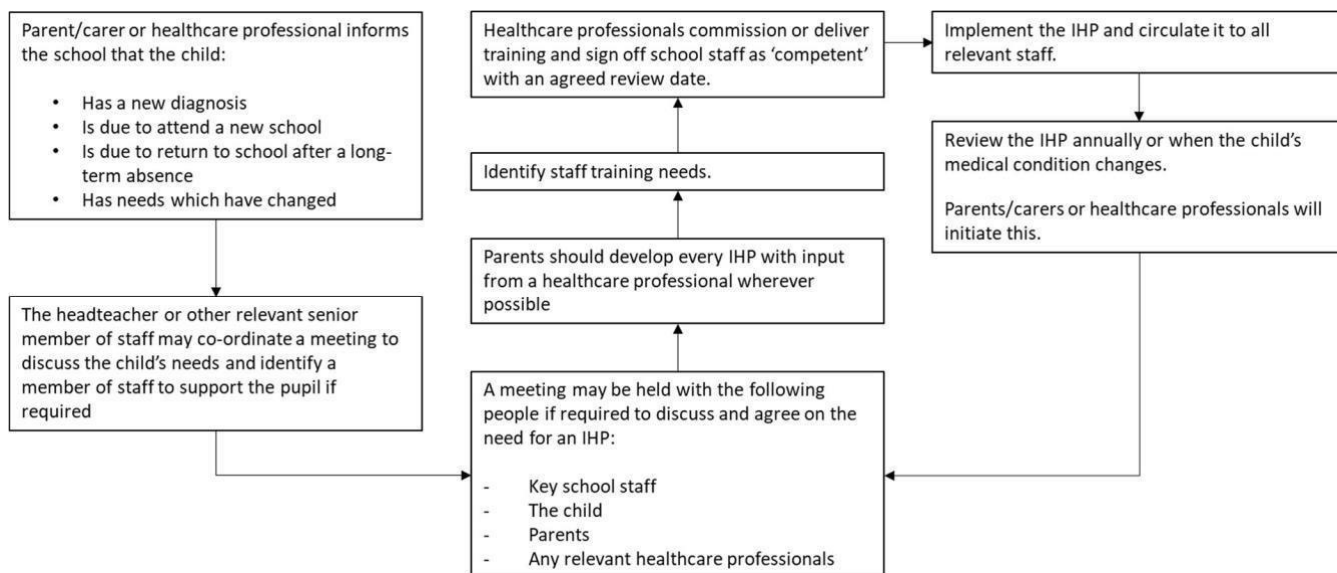 Parent/carer or healthcare professional informs
the school that the child:
• Has a new diagnosis
• Is due to attend a new school
• Is due to return to school after a long-
term absence
• Has needs which have changed
The headteacher or other relevant senior
member of staff may co-ordinate a meeting to
discuss the child’s needs and identify a
member of staff to support the pupil if
required
A meeting may be held with the following
people if required to discuss and agree on the
need for an IHP:
- Key school staff
- The child
- Parents
- Any relevant healthcare professionals
Parents should develop every IHP with input
from a healthcare professional wherever
possible
Identify staff training needs.
Healthcare professionals commission or deliver
training and sign off school staff as ‘competent’
with an agreed review date.
Implement the IHP and circulate it to all
relevant staff.
Review the IHP annually or when the child’s
medical condition changes.
Parents/carers or healthcare professionals will
initiate this.